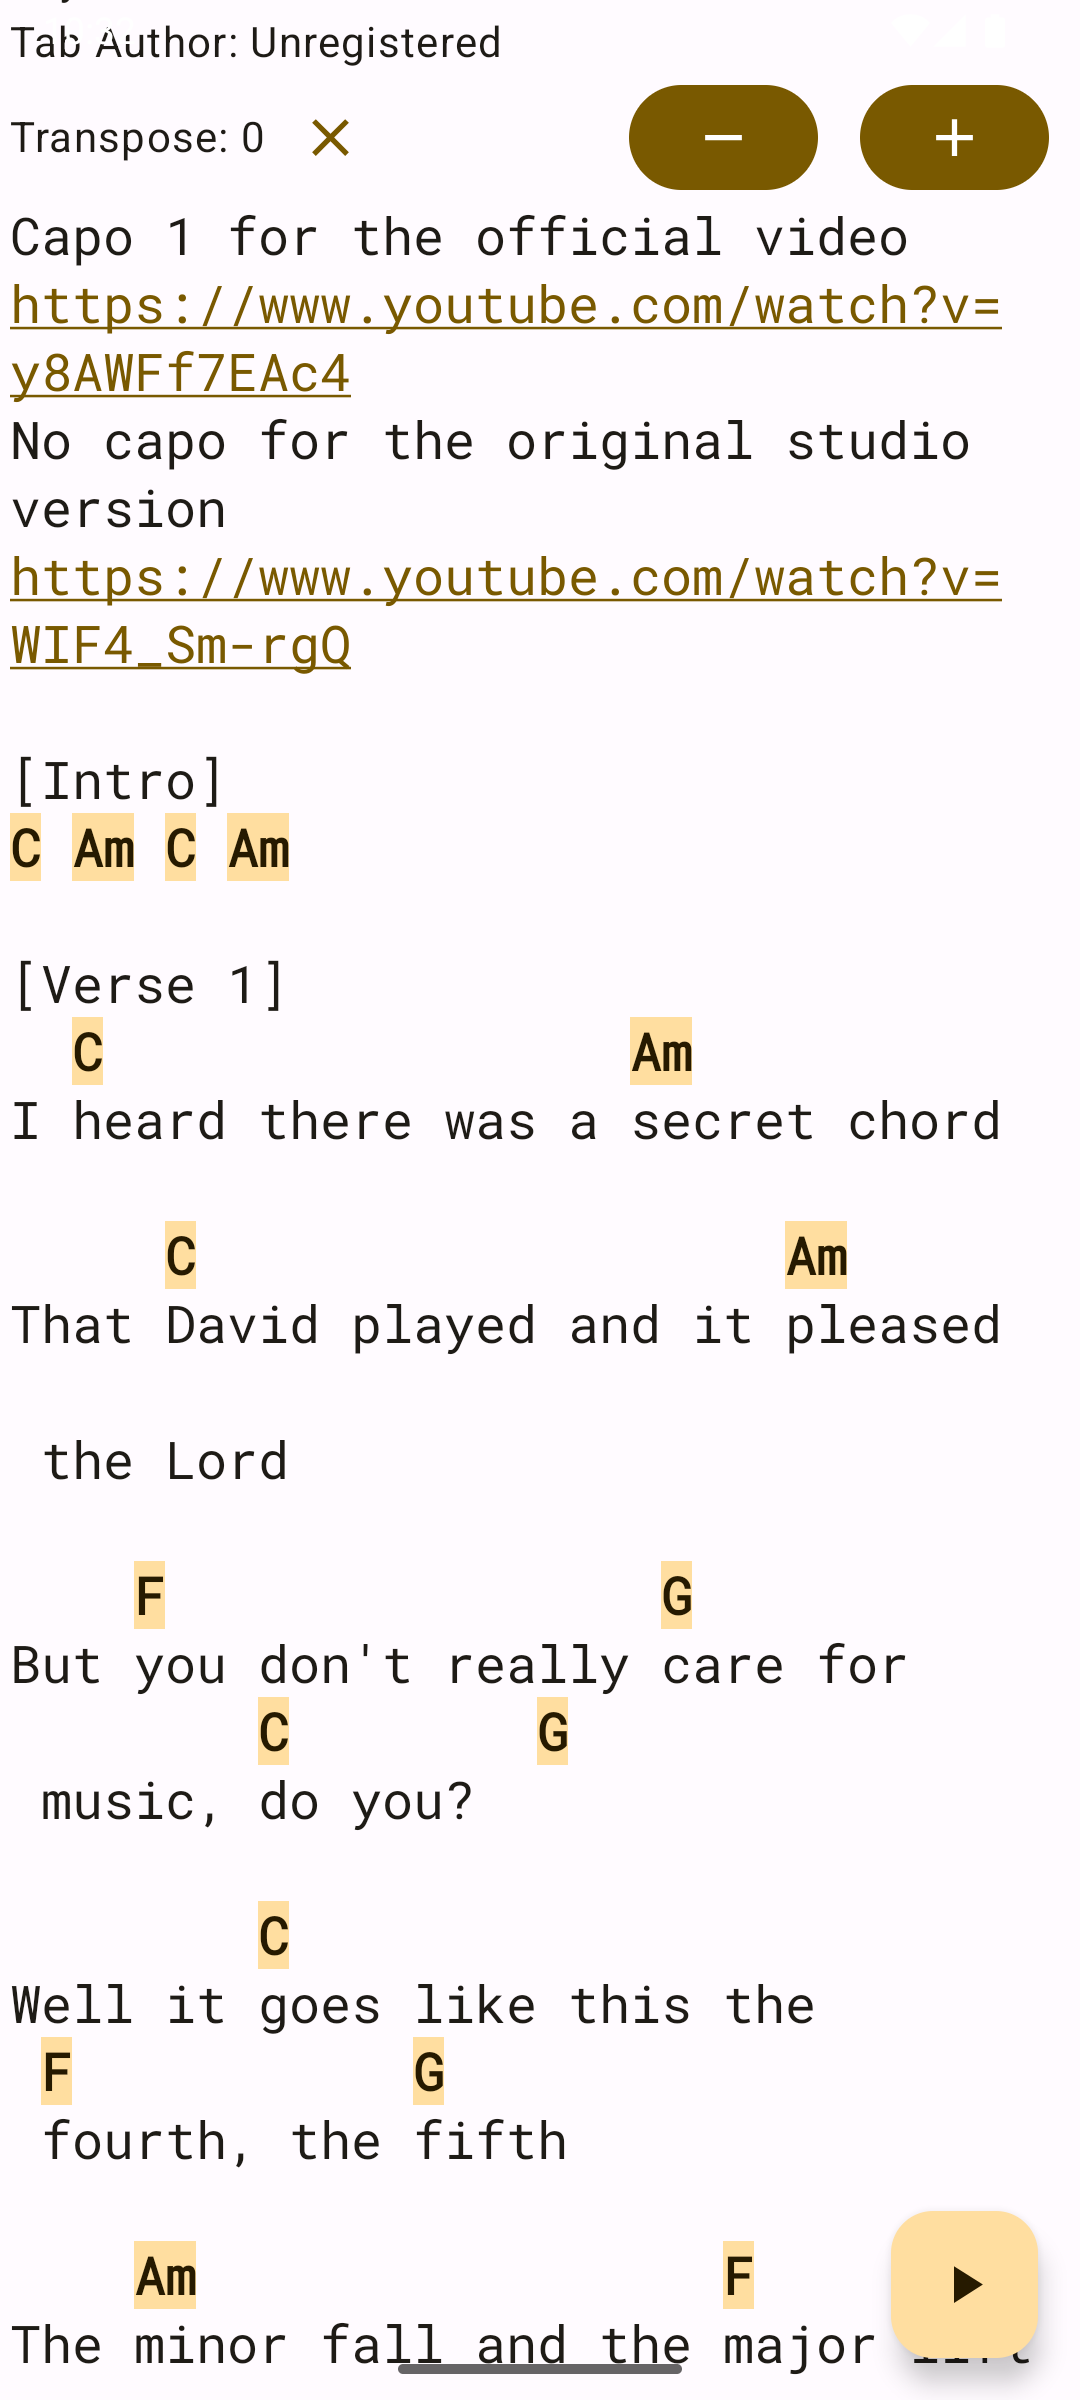 Tab Author: Unregistered
Transpose: 0
Capo 1 for the official video
https://www.youtube.com/watch?v=
y8AWFf7EAc4
No capo for the original studio
version
https://www.youtube.com/watch?v=
WIF4_Sm-rgQ
[Intro]
C Am C Am
[Verse 1]
C Am
I heard there was a secret chord
C Am
That David played and it pleased
the Lord
F G
But you don't really care for
C G
music, do you?
C
Well it goes like this the
F G
fourth, the fifth
Am F
The minor fall and the major